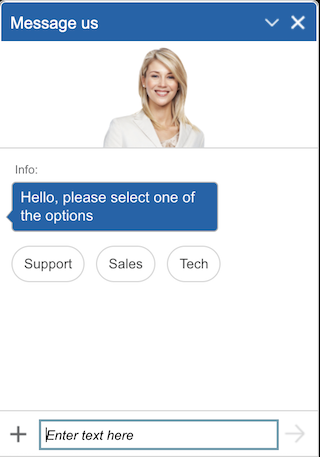 Message us
Info:
Hello, please select one of
the options
Support
Sales
Tech
Enter text here